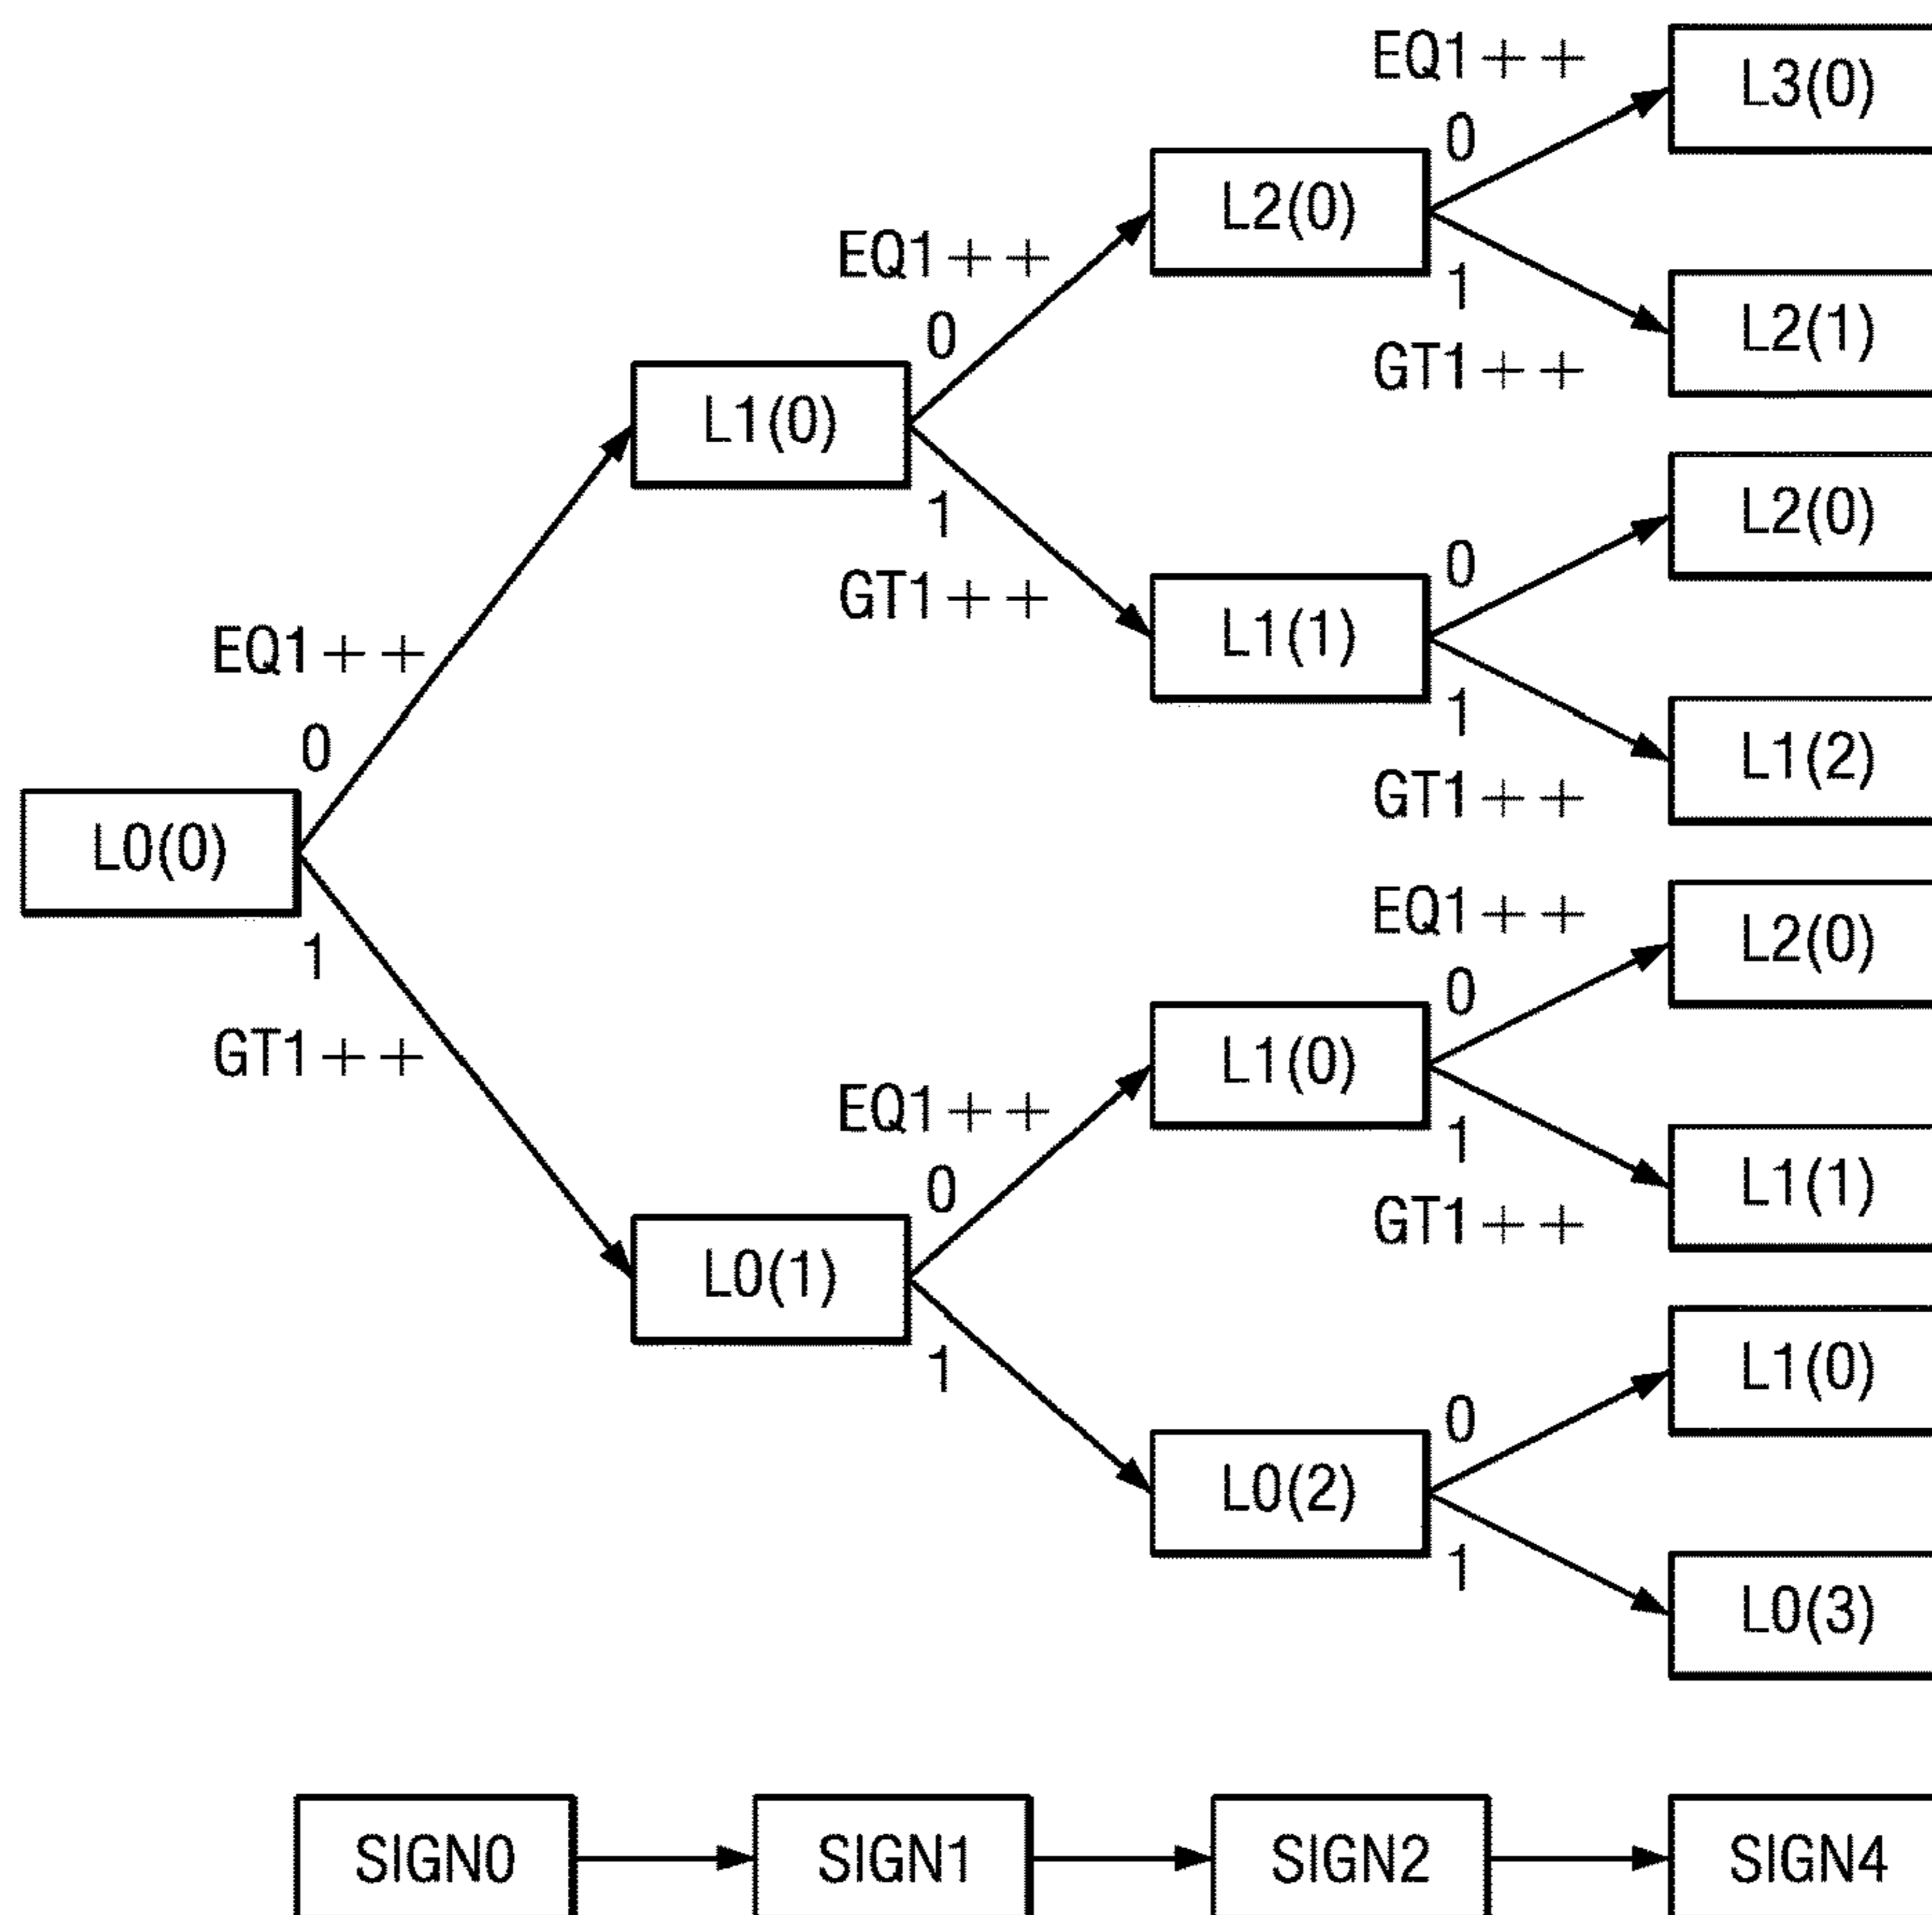 EQ1++
L3(0)
0
L2(0)
EQ1++
1
L2(1)
0
GT1++
L1(0)
L2(0)
1
0
GT1++
L1(1)
EQ1++
1
0
L1(2)
GT1++
L0(0)
EQ1++
L2(0)
1
0
GT1++
L1(0)
EQ1++
1
L1(1)
0
GT1++
L0(1)
L1(0)
1
0
L0(2)
1
L0(3)
SIGN0
SIGN1
SIGN2
SIGN4